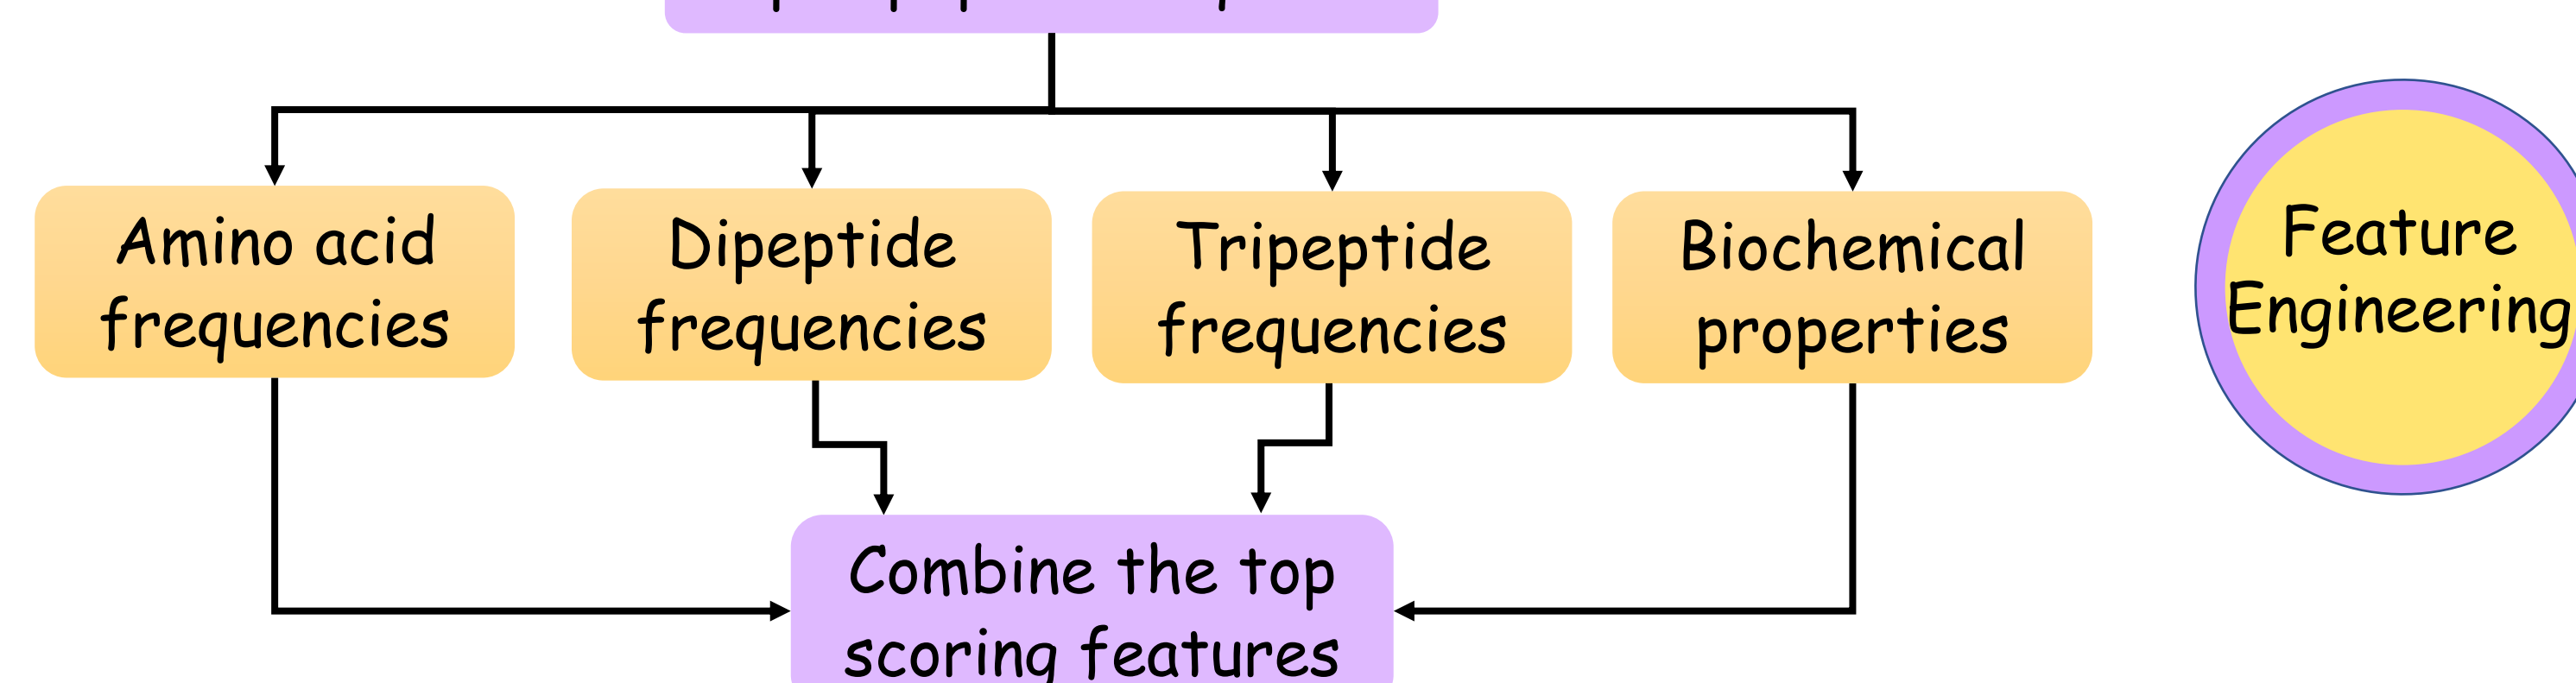 Amino acid
frequencies
Dipeptide
frequencies
Tripeptide
frequencies
Biochemical
properties
Feature
Engineering
Combine the top
scoring features